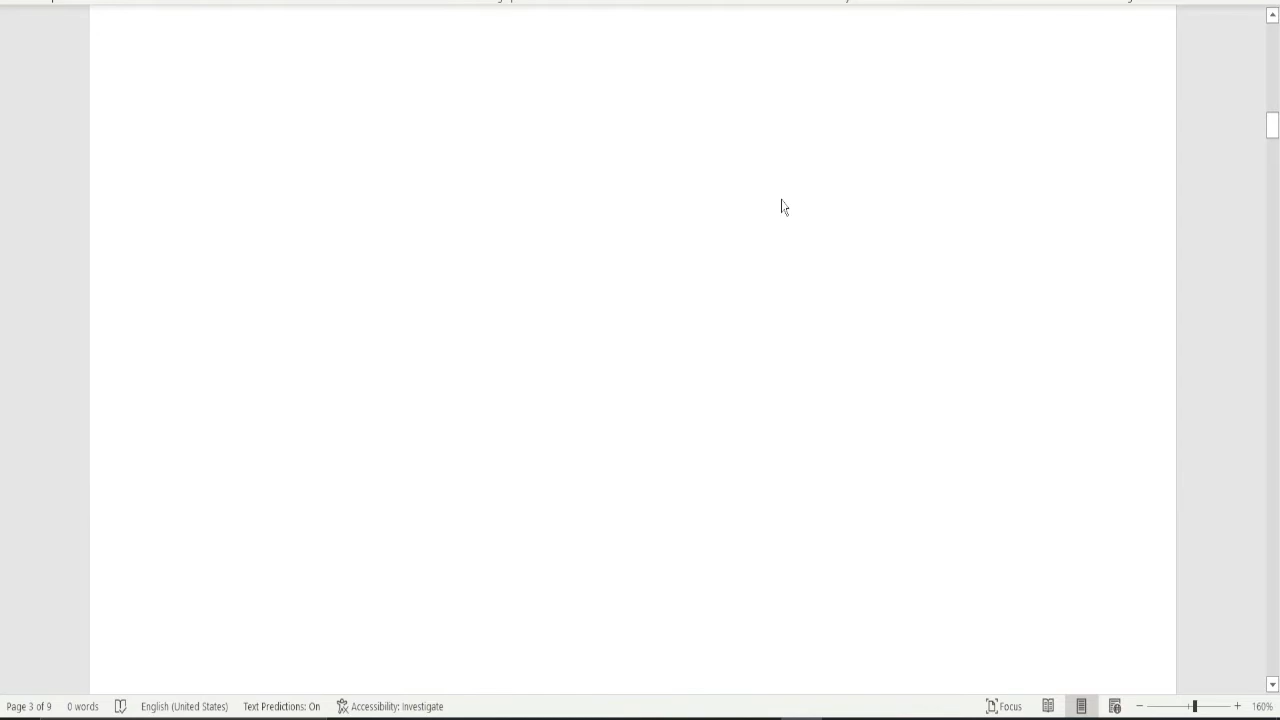 Page 3 of 9 0 words English (United States) Text Predictions: On Accessibility: Investigate Focus 160%